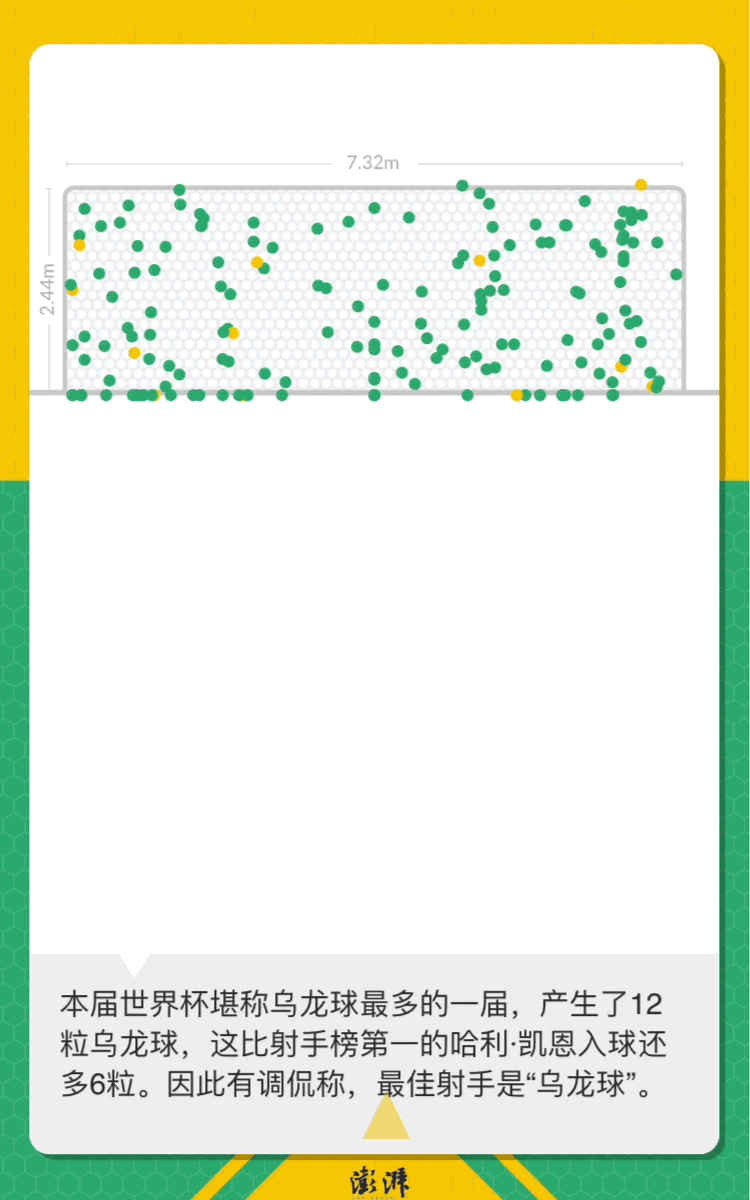 7.32m
2.44m
本届世界杯堪称乌龙球最多的一届，产生了12
粒乌龙球，这比射手榜第一的哈利·凯恩入球还
多6粒。因此有调侃称，最佳射手是“乌龙球”。
澎湃